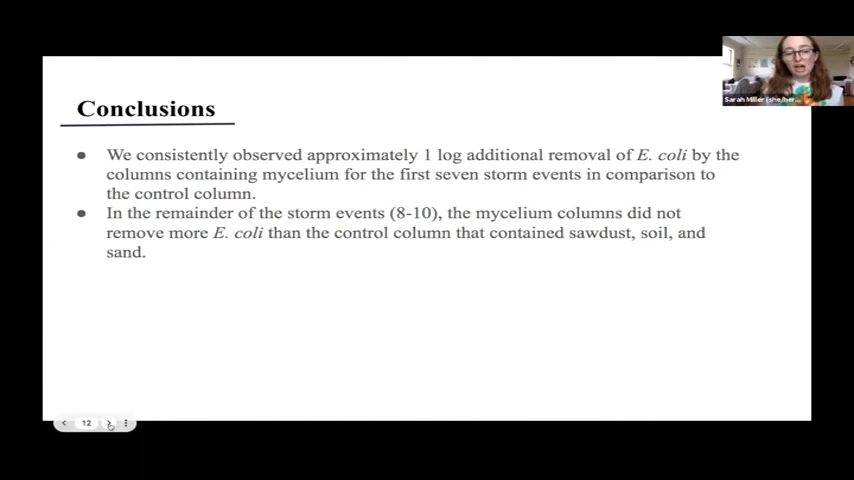 Conclusions
● We consistently observed approximately 1 log additional removal of E. coli by the
columns containing mycelium for the first seven storm events in comparison to
the control column.
● In the remainder of the storm events (8-10), the mycelium columns did not
remove more E. coli than the control column that contained sawdust, soil, and
sand.
Sarah Miller (she/her...
12